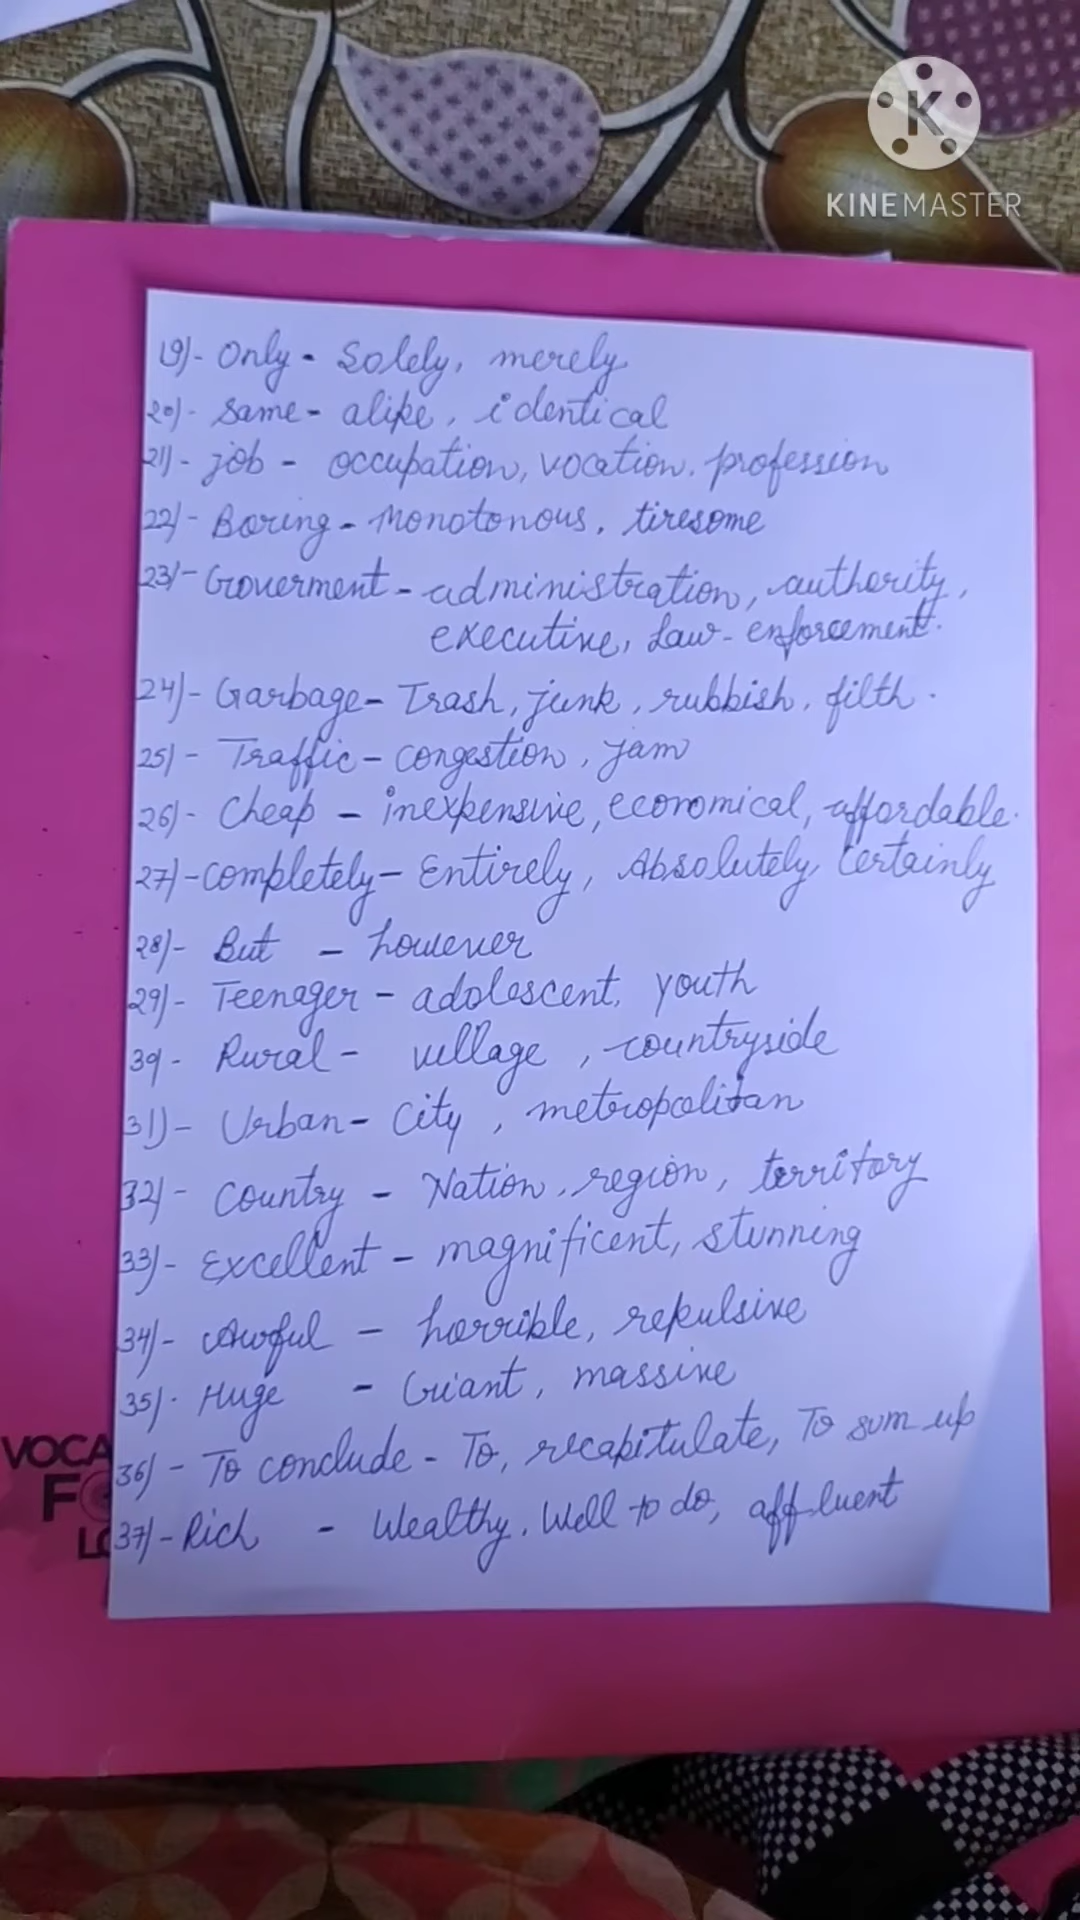 KINEMASTER
19)- Only - Solely, merely
20)- Same - alike, identical
21)- job - occupation, vocation, profession
22)- Boring - Monotonous, tiresome
23)- Goverment - administration, authority,
executive, Law-enforcement.
24)- Garbage - Trash, junk, rubbish, filth.
25)- Traffic - congestion, jam
26)- Cheap - inexpensive, economical, affordable.
27)- completely - Entirely, Absolutely, Certainly
28)- But - however
29)- Teenager - adolescent, youth
30)- Rural - village, countryside
31)- Urban - City, metropolitan
32)- Country - Nation, region, territory
33)- Excellent - magnificent, stunning
34)- Awful - horrible, repulsive
35)- Huge - Giant, massive
36)- To conclude - To, recapitulate, To sum up
37)- Rich - Wealthy, Well to do, affluent
VOCA